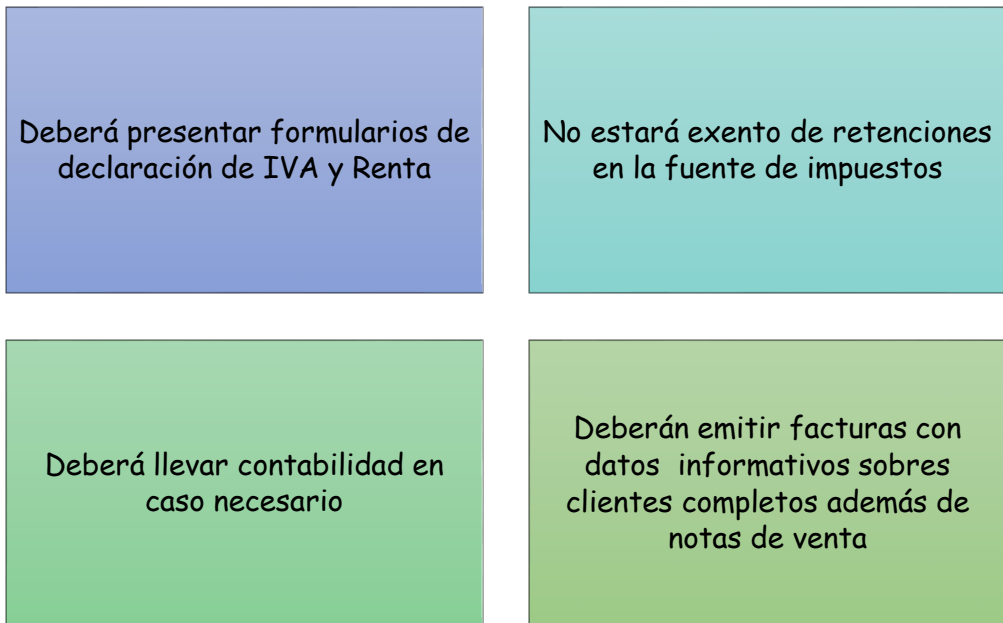 Deberá presentar formularios de
declaración de IVA y Renta
No estará exento de retenciones
en la fuente de impuestos
Deberá llevar contabilidad en
caso necesario
Deberán emitir facturas con
datos informativos sobres
clientes completos además de
notas de venta